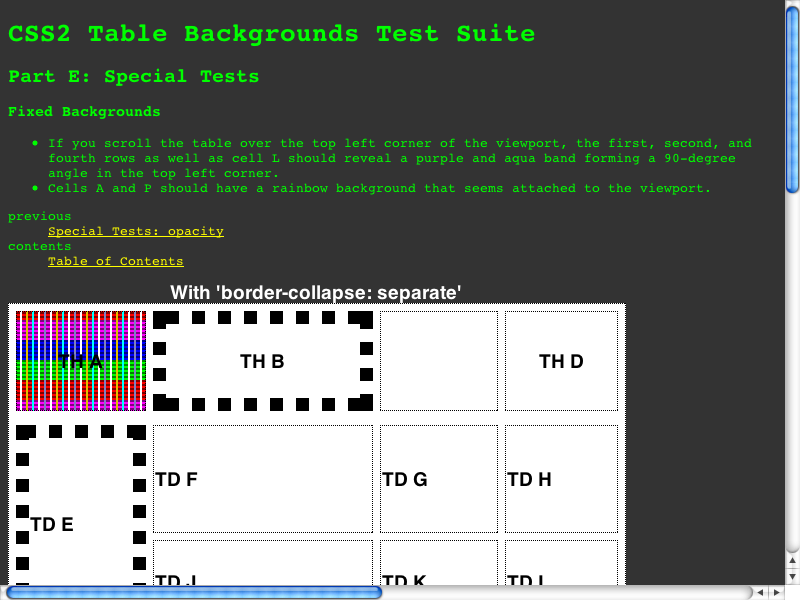 CSS2 Table Backgrounds Test Suite
Part E: Special Tests
Fixed Backgrounds
If you scroll the table over the top left corner of the viewport, the first, second, and
fourth rows as well as cell L should reveal a purple and aqua band forming a 90-degree
angle in the top left corner.
Cells A and P should have a rainbow background that seems attached to the viewport.
previous
Special Tests: opacity
contents
Table of Contents
With 'border-collapse: separate'
TH A TH B TH D
TD F TD G TD H
TD E
TD J TD K TD L